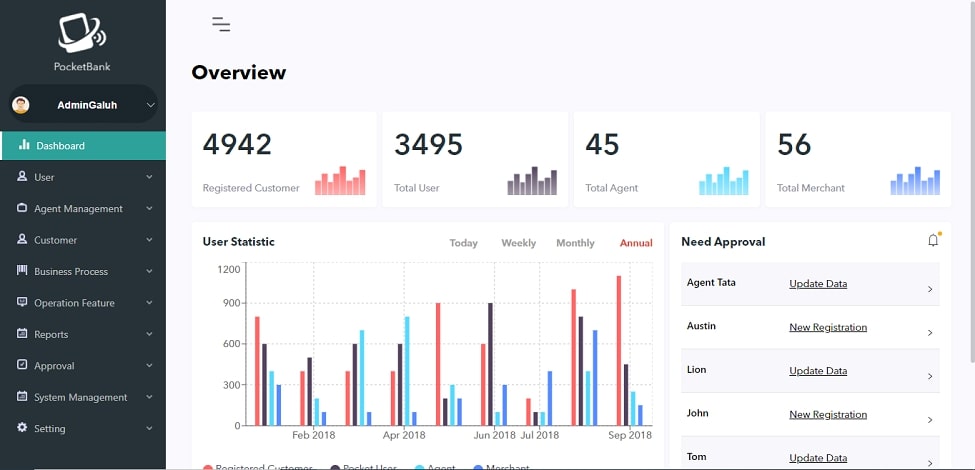 PocketBank
AdminGaluh
Dashboard
User
Agent Management
Customer
Business Process
Operation Feature
Reports
Approval
System Management
Setting
Overview
4942
Registered Customer
3495
Total User
45
Total Agent
56
Total Merchant
User Statistic
Today Weekly Monthly Annual
1200
900
600
300
0
Feb 2018 Apr 2018 Jun 2018 Jul 2018 Sep 2018
Registered Customer Pocket User Agent Merchant
Need Approval
Agent Tata Update Data
Austin New Registration
Lion Update Data
John New Registration
Tom Update Data